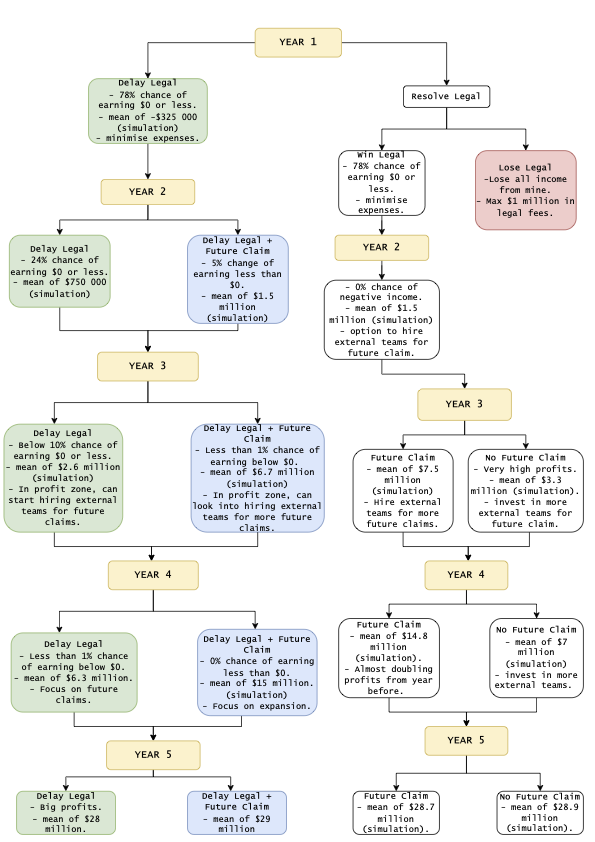 YEAR 1
Delay Legal
- 78% chance of
earning $0 or less.
- mean of -$325 000
(simulation)
- minimise expenses.
Resolve Legal
Win Legal
- 78% chance of
earning $0 or
less.
- minimise
expenses.
Lose Legal
-Lose all income
from mine.
- Max $1 million in
legal fees.
YEAR 2
Delay Legal
- 24% chance of
earning $0 or less.
- mean of $750 000
(simulation)
Delay Legal +
Future Claim
- 5% change of
earning less than
$0.
- mean of $1.5
million
(simulation)
YEAR 2
- 0% chance of
negative income.
- mean of $1.5
million (simulation)
- option to hire
external teams for
future claim.
YEAR 3
Delay Legal
- Below 10% chance of
earning $0 or less.
- mean of $2.6 million
(simulation)
- In profit zone, can
start hiring external
teams for future
claims.
Delay Legal + Future
Claim
- Less than 1% chance of
earning below $0.
- mean of $6.7 million
(simulation)
- In profit zone, can
look into hiring external
teams for more future
claims.
YEAR 3
Future Claim
- mean of $7.5
million
(simulation)
- Hire external
teams for more
future claims.
No Future Claim
- Very high profits.
- mean of $3.3
million (simulation).
- invest in more
external teams for
future claim.
YEAR 4
Delay Legal
- Less than 1% chance
of earning below $0.
- mean of $6.3 million.
- Focus on future
claims.
Delay Legal + Future
Claim
- 0% chance of earning
less than $0.
- mean of $15 million.
(simulation)
- Focus on expansion.
YEAR 4
Future Claim
- mean of $14.8
million
(simulation).
- Almost doubling
profits from year
before.
No Future Claim
- mean of $7
million
(simulation)
- invest in more
external teams.
YEAR 5
Delay Legal
- Big profits.
- mean of $28
million.
Delay Legal +
Future Claim
- mean of $29
million
YEAR 5
Future Claim
- mean of $28.7
million
(simulation).
No Future Claim
- mean of $28.9
million
(simulation).